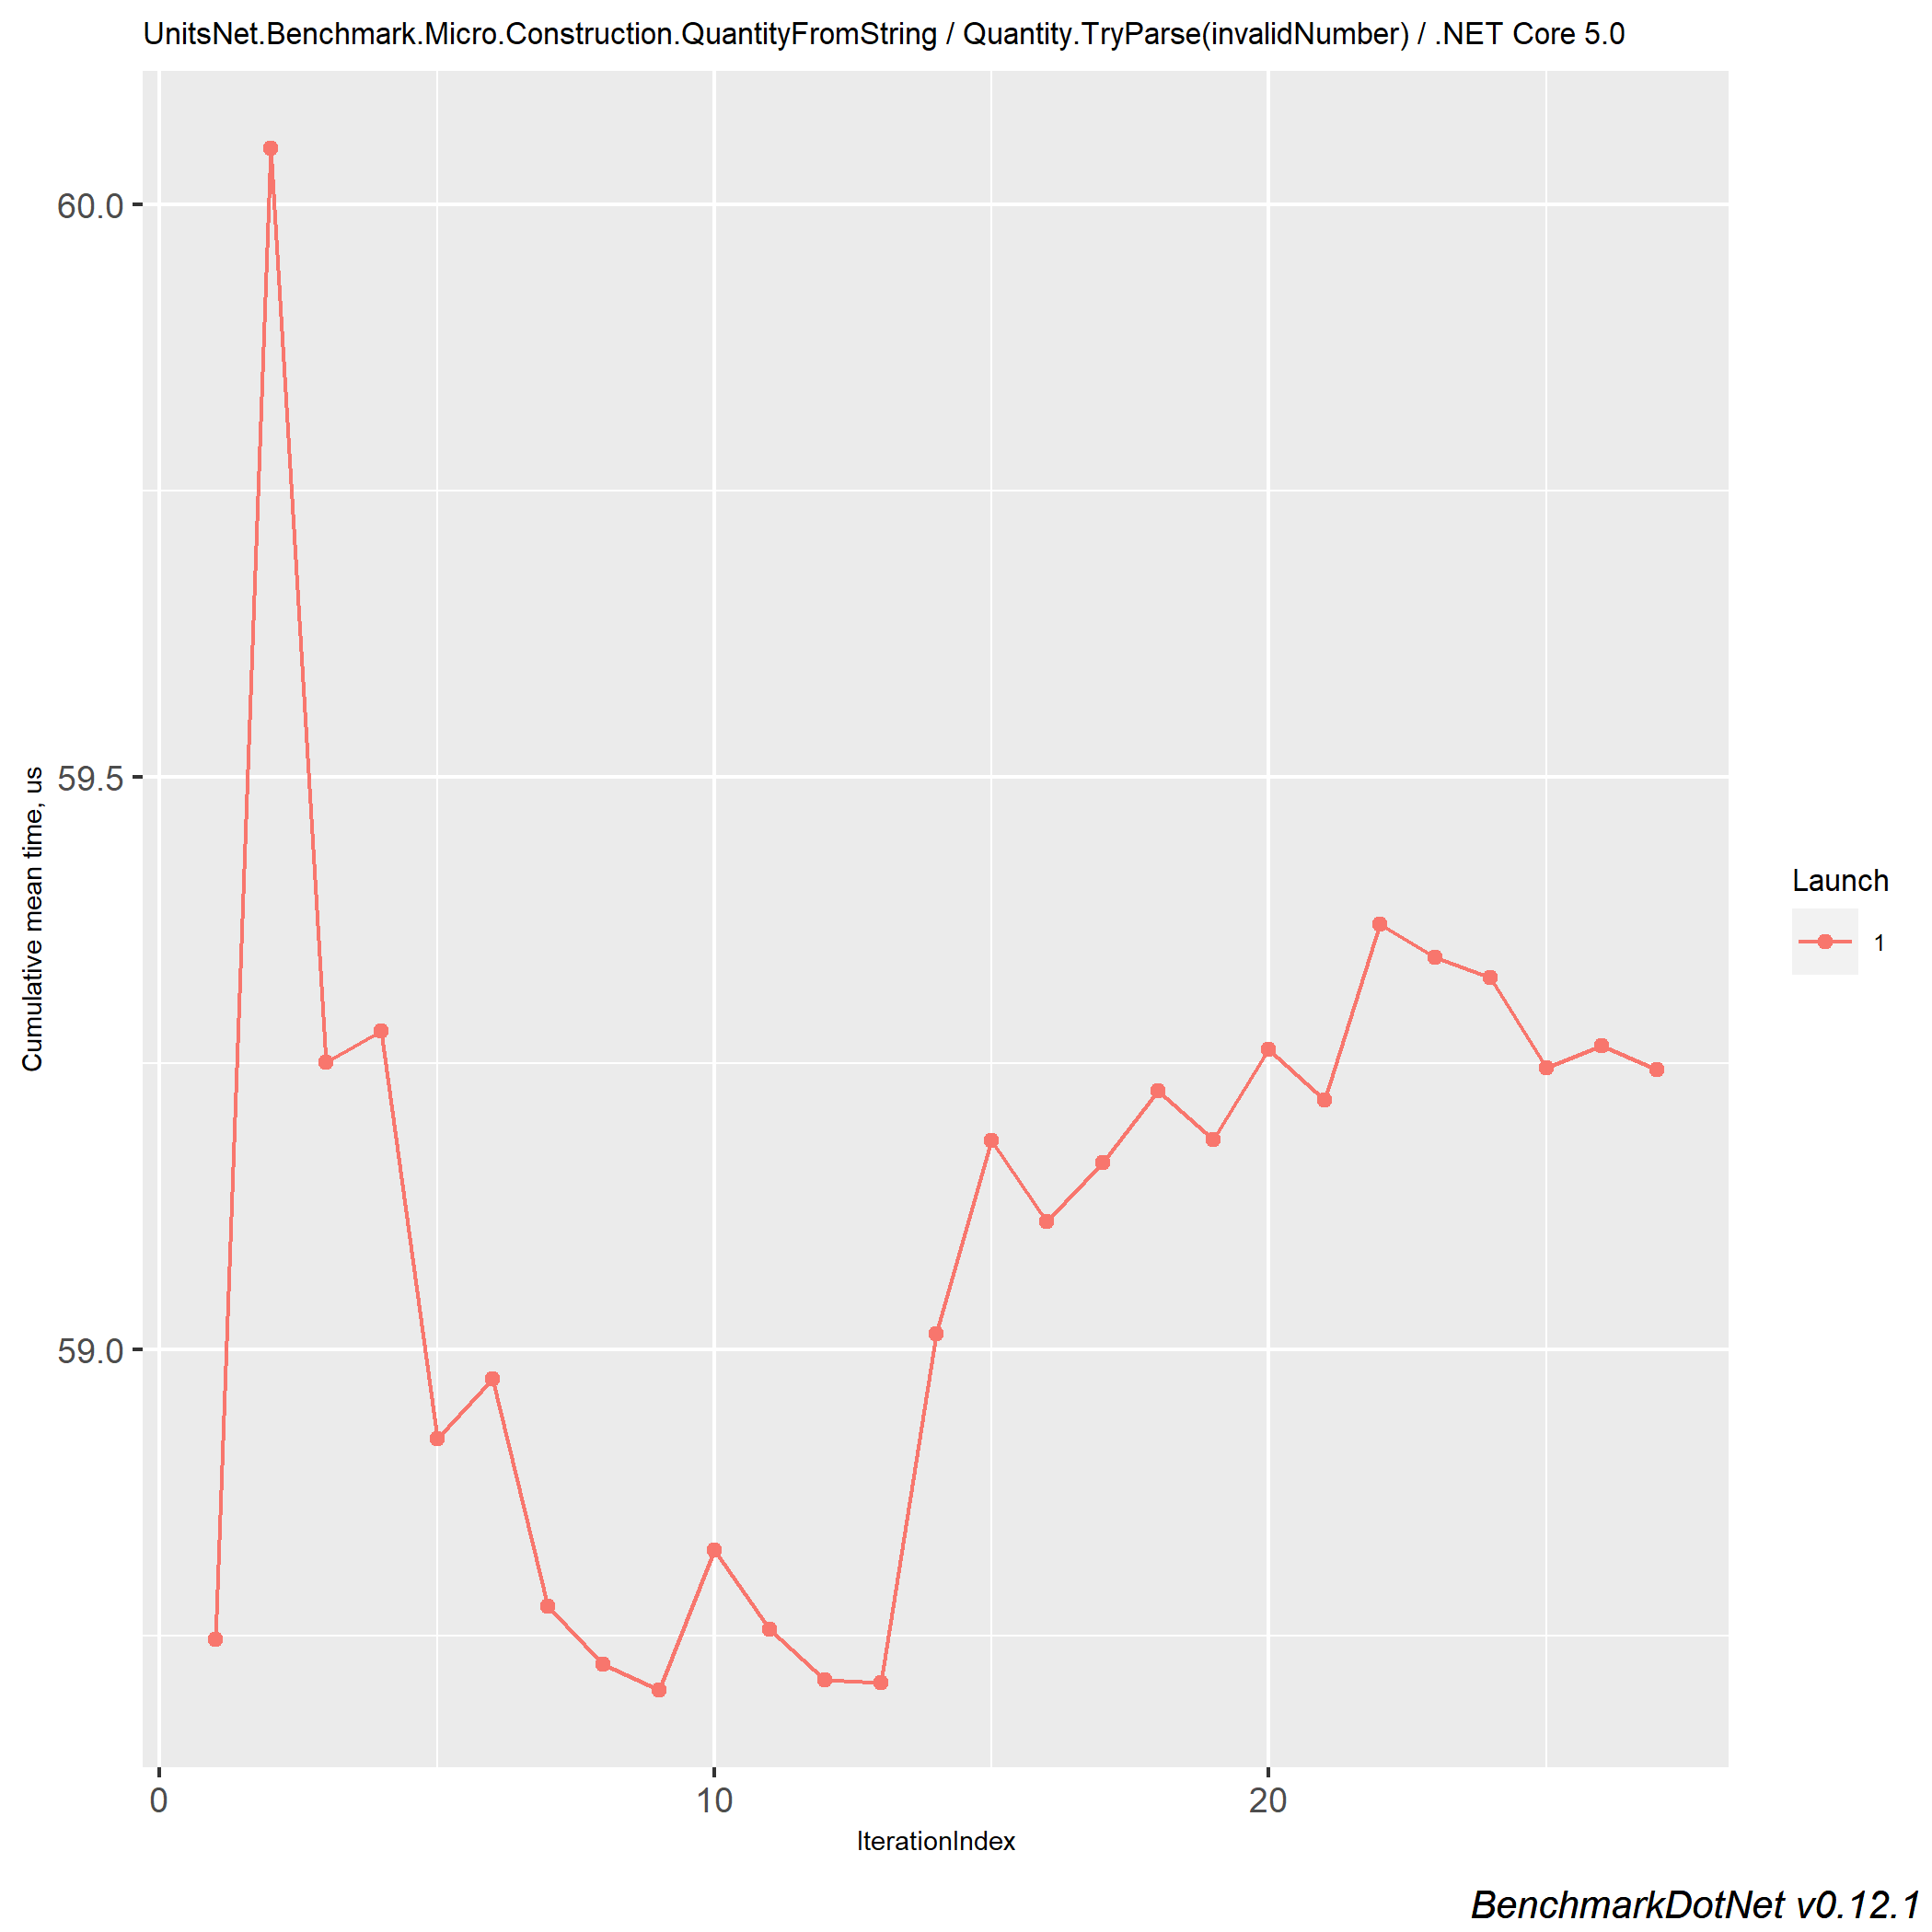 UnitsNet.Benchmark.Micro.Construction.QuantityFromString / Quantity.TryParse(invalidNumber) / .NET Core 5.0
60.0
59.5
59.0
Cumulative mean time, us
0 10 20
IterationIndex
Launch
1
BenchmarkDotNet v0.12.1